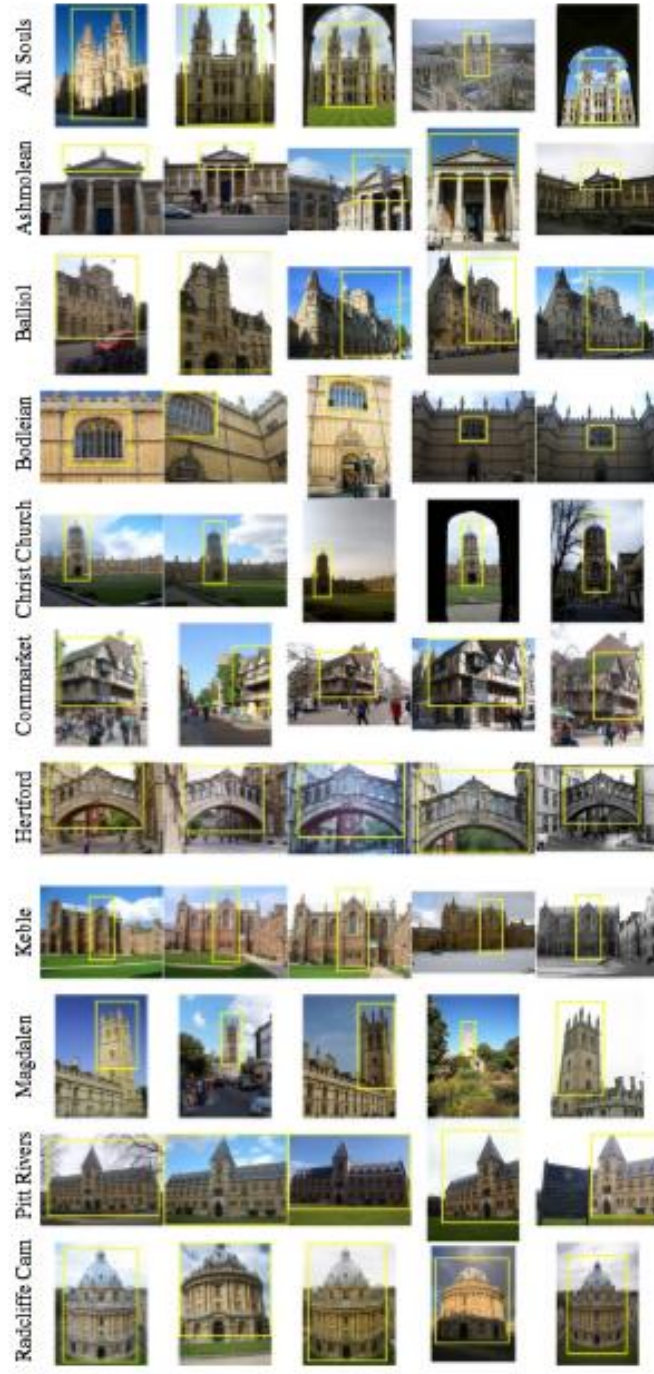 All Souls
Ashmolean
Balliol
Bodleian
Christ Church
Cornmarket
Hertford
Keble
Magdalen
Pitt Rivers
Radcliffe Cam